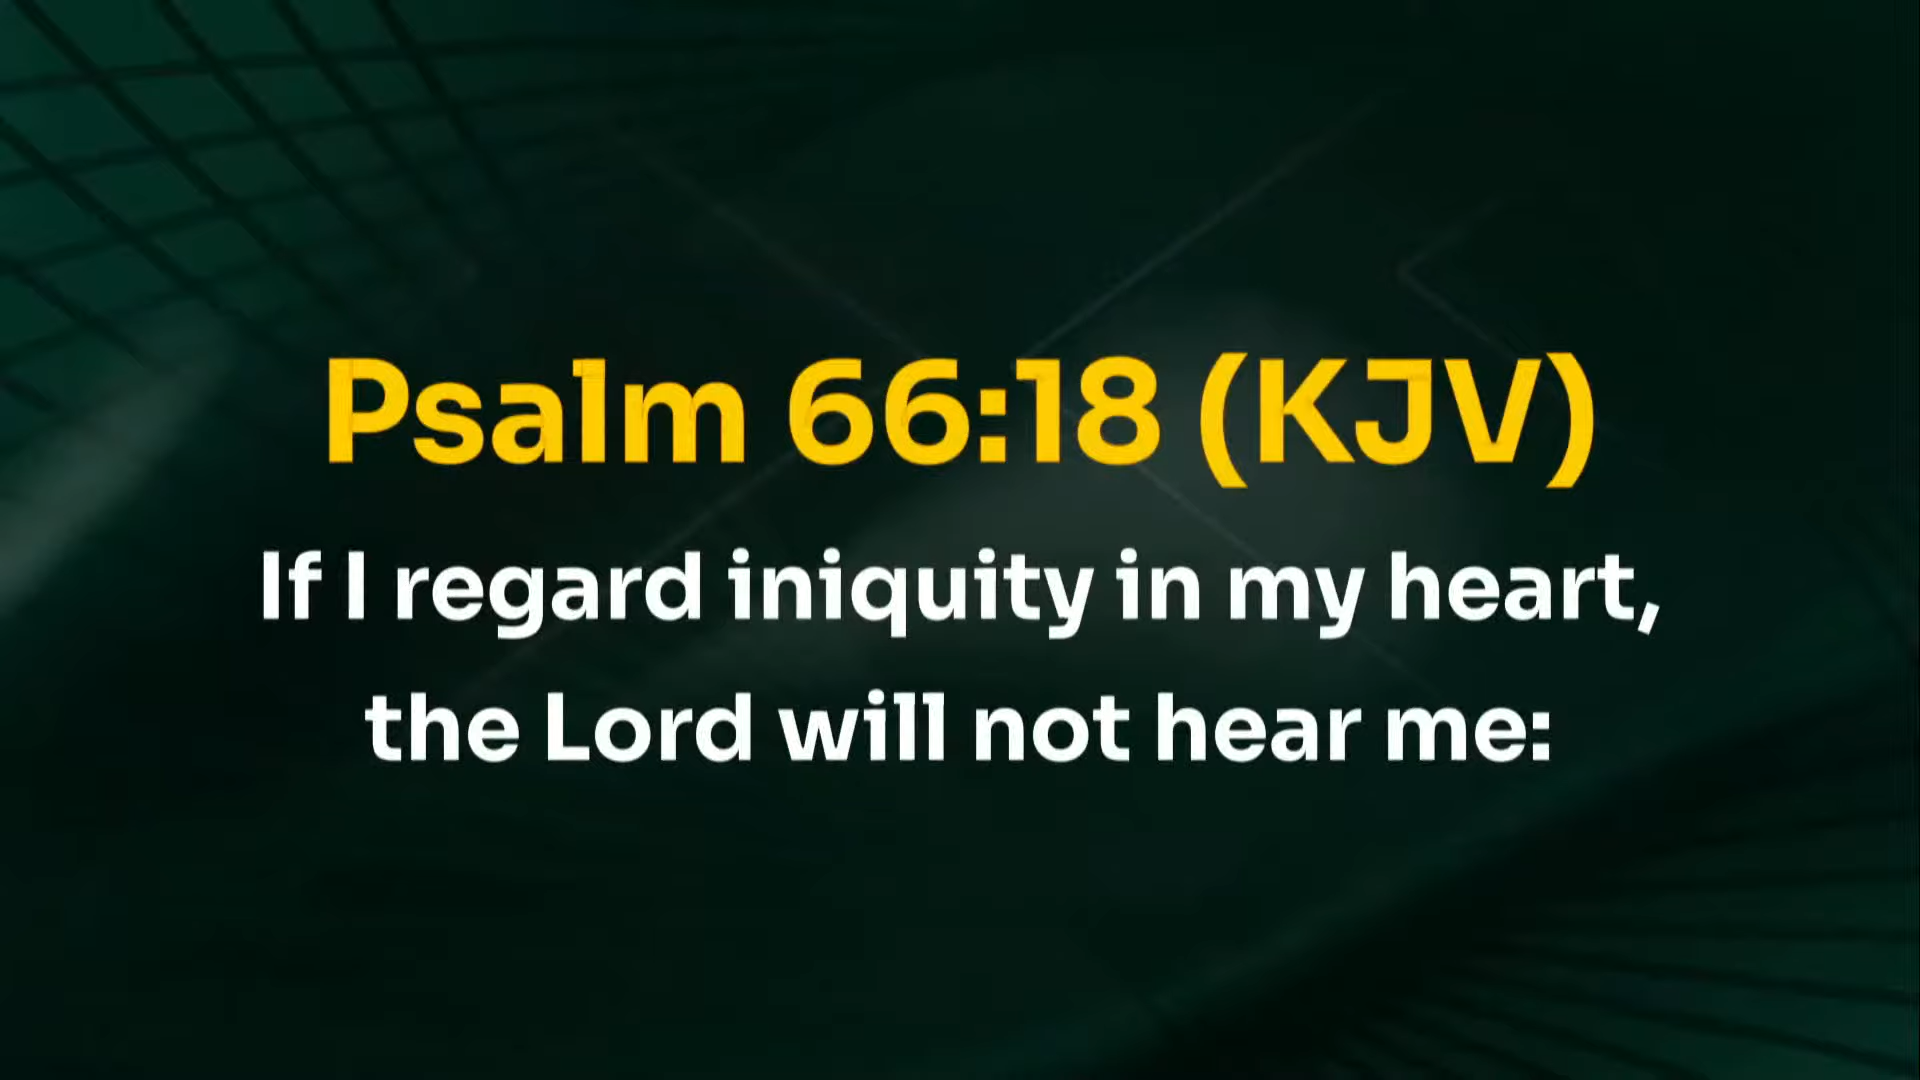 Psalm 66:18 (KJV)
If I regard iniquity in my heart,
the Lord will not hear me: